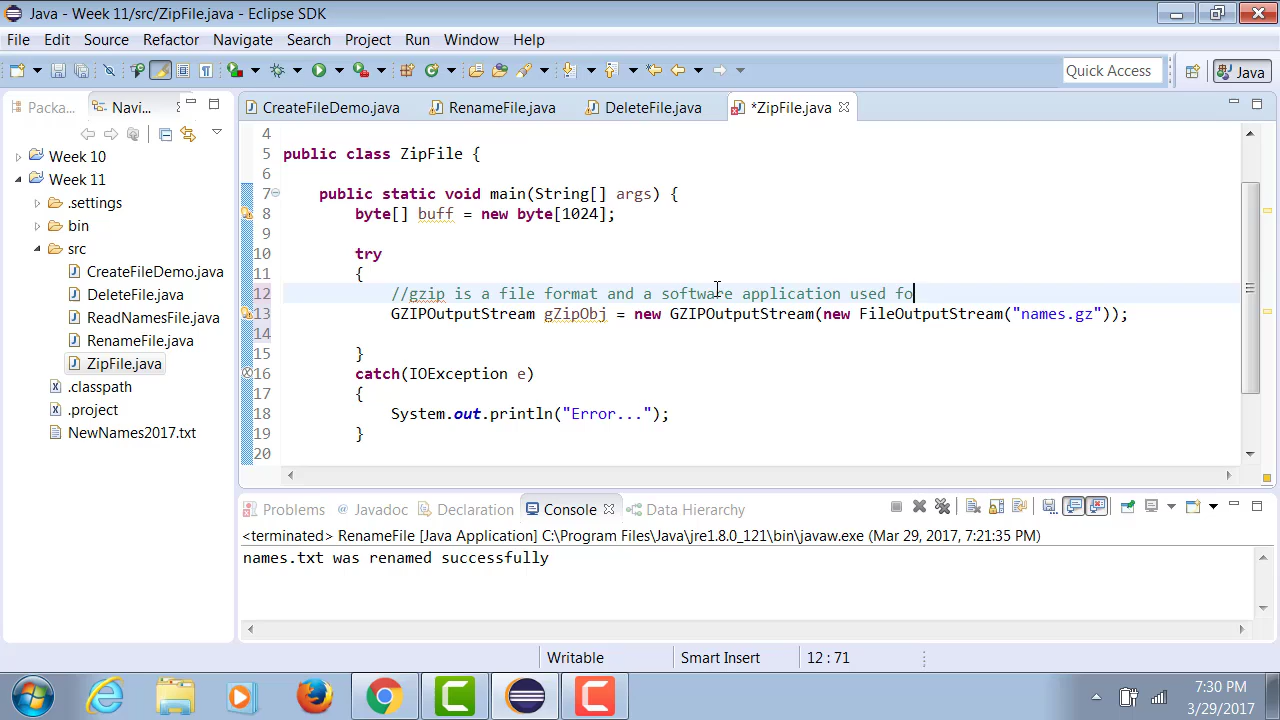 Java - Week 11/src/ZipFile.java - Eclipse SDK
File Edit Source Refactor Navigate Search Project Run Window Help
Quick Access
Java
Packa...
Navi...
CreateFileDemo.java
RenameFile.java
DeleteFile.java
*ZipFile.java
Week 10
Week 11
.settings
bin
src
CreateFileDemo.java
DeleteFile.java
ReadNamesFile.java
RenameFile.java
ZipFile.java
.classpath
.project
NewNames2017.txt
4
5 public class ZipFile {
6
7 public static void main(String[] args) {
8 byte[] buff = new byte[1024];
9
10 try
11 {
12 //gzip is a file format and a software application used fo
13 GZIPOutputStream gZipObj = new GZIPOutputStream(new FileOutputStream("names.gz"));
14
15 }
16 catch(IOException e)
17 {
18 System.out.println("Error...");
19 }
20
Problems
Javadoc
Declaration
Console
Data Hierarchy
<terminated> RenameFile [Java Application] C:\Program Files\Java\jre1.8.0_121\bin\javaw.exe (Mar 29, 2017, 7:21:35 PM)
names.txt was renamed successfully
Writable
Smart Insert
12 : 71
7:30 PM
3/29/2017